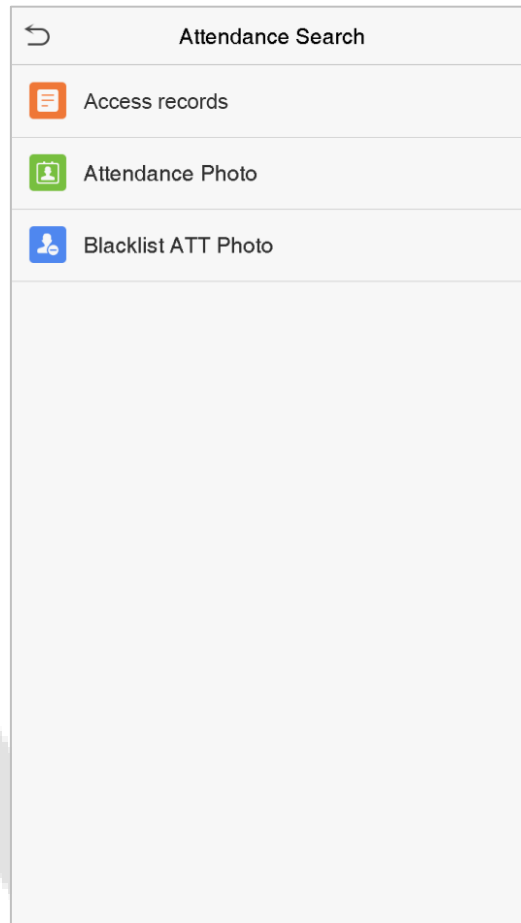 Attendance Search
Access records
Attendance Photo
Blacklist ATT Photo